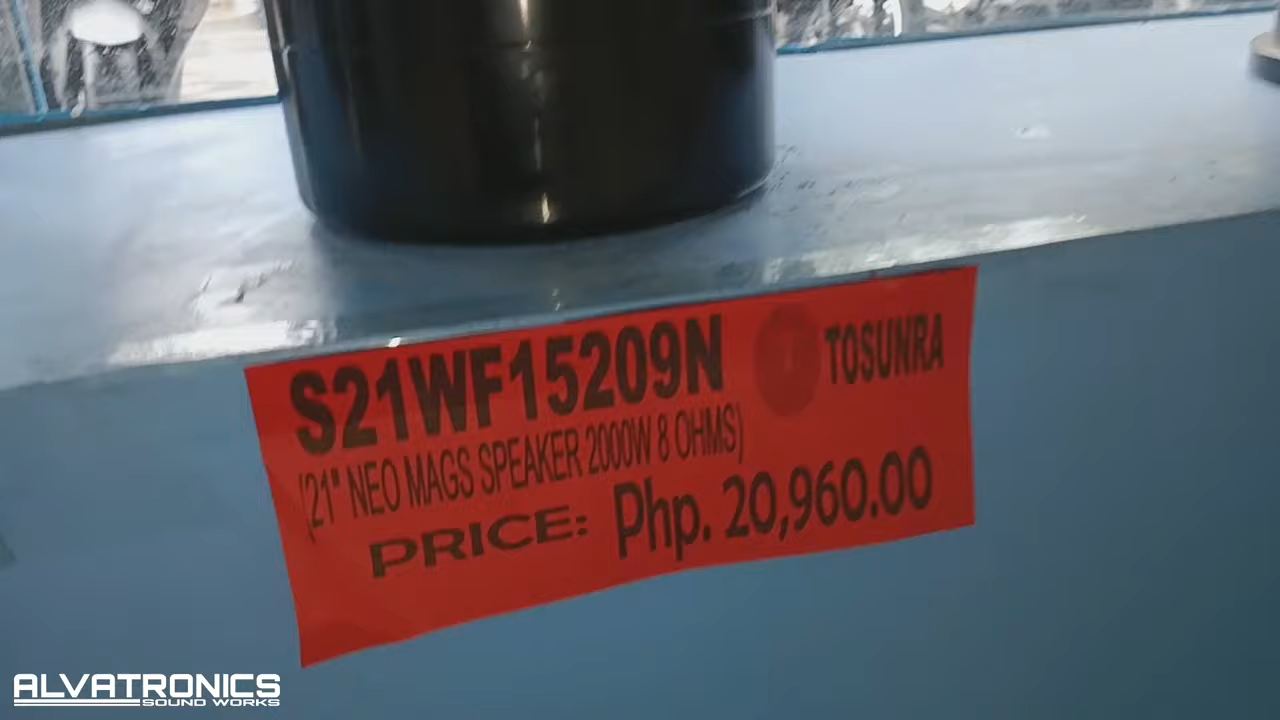 S21WF15209N
TOSUNRA
(21" NEO MAGS SPEAKER 2000W 8 OHMS)
PRICE: Php. 20,960.00
ALVATRONICS
SOUND WORKS